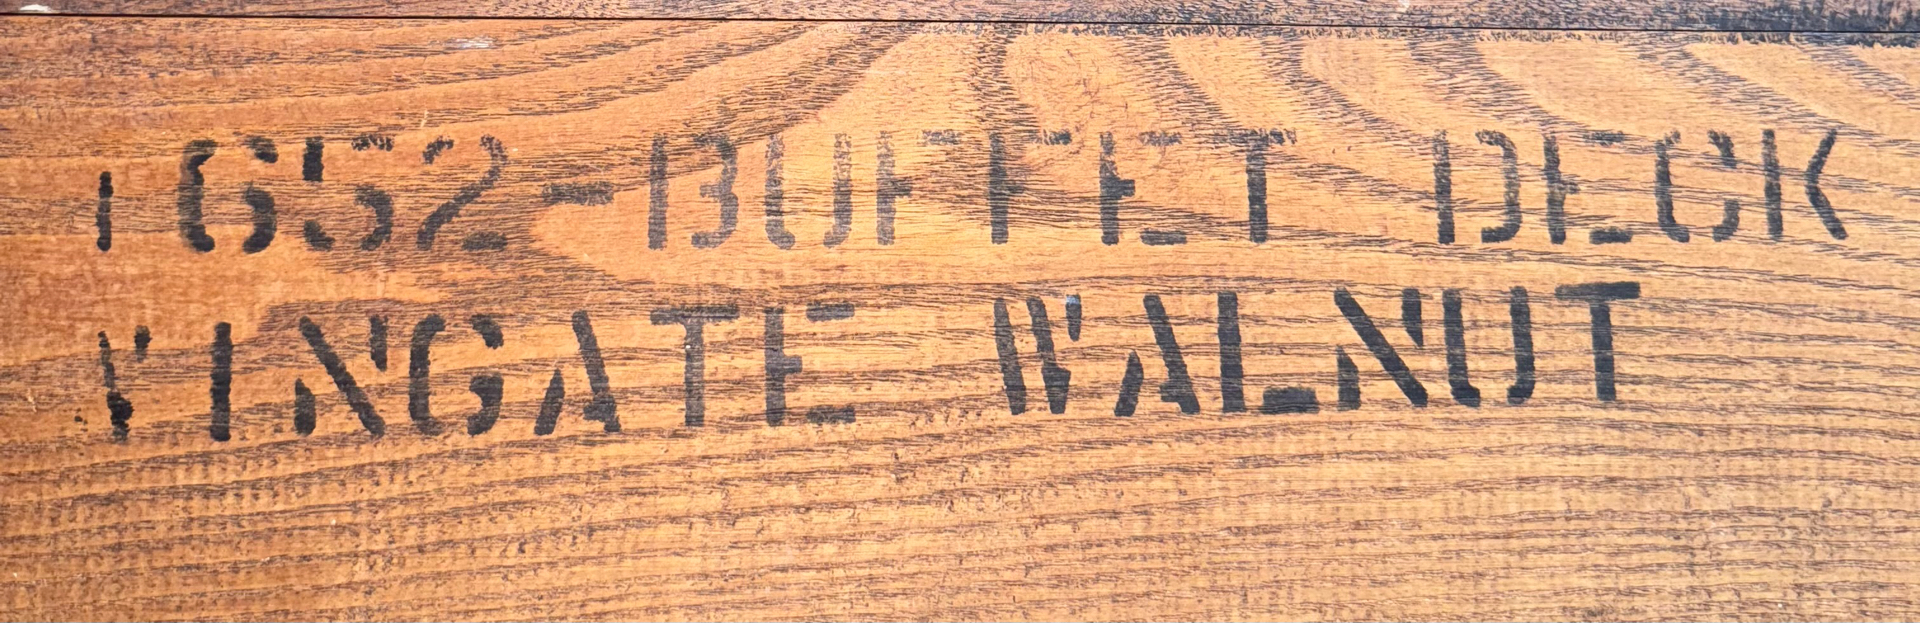 1652-BUFFET DECK
WINGATE WALNUT